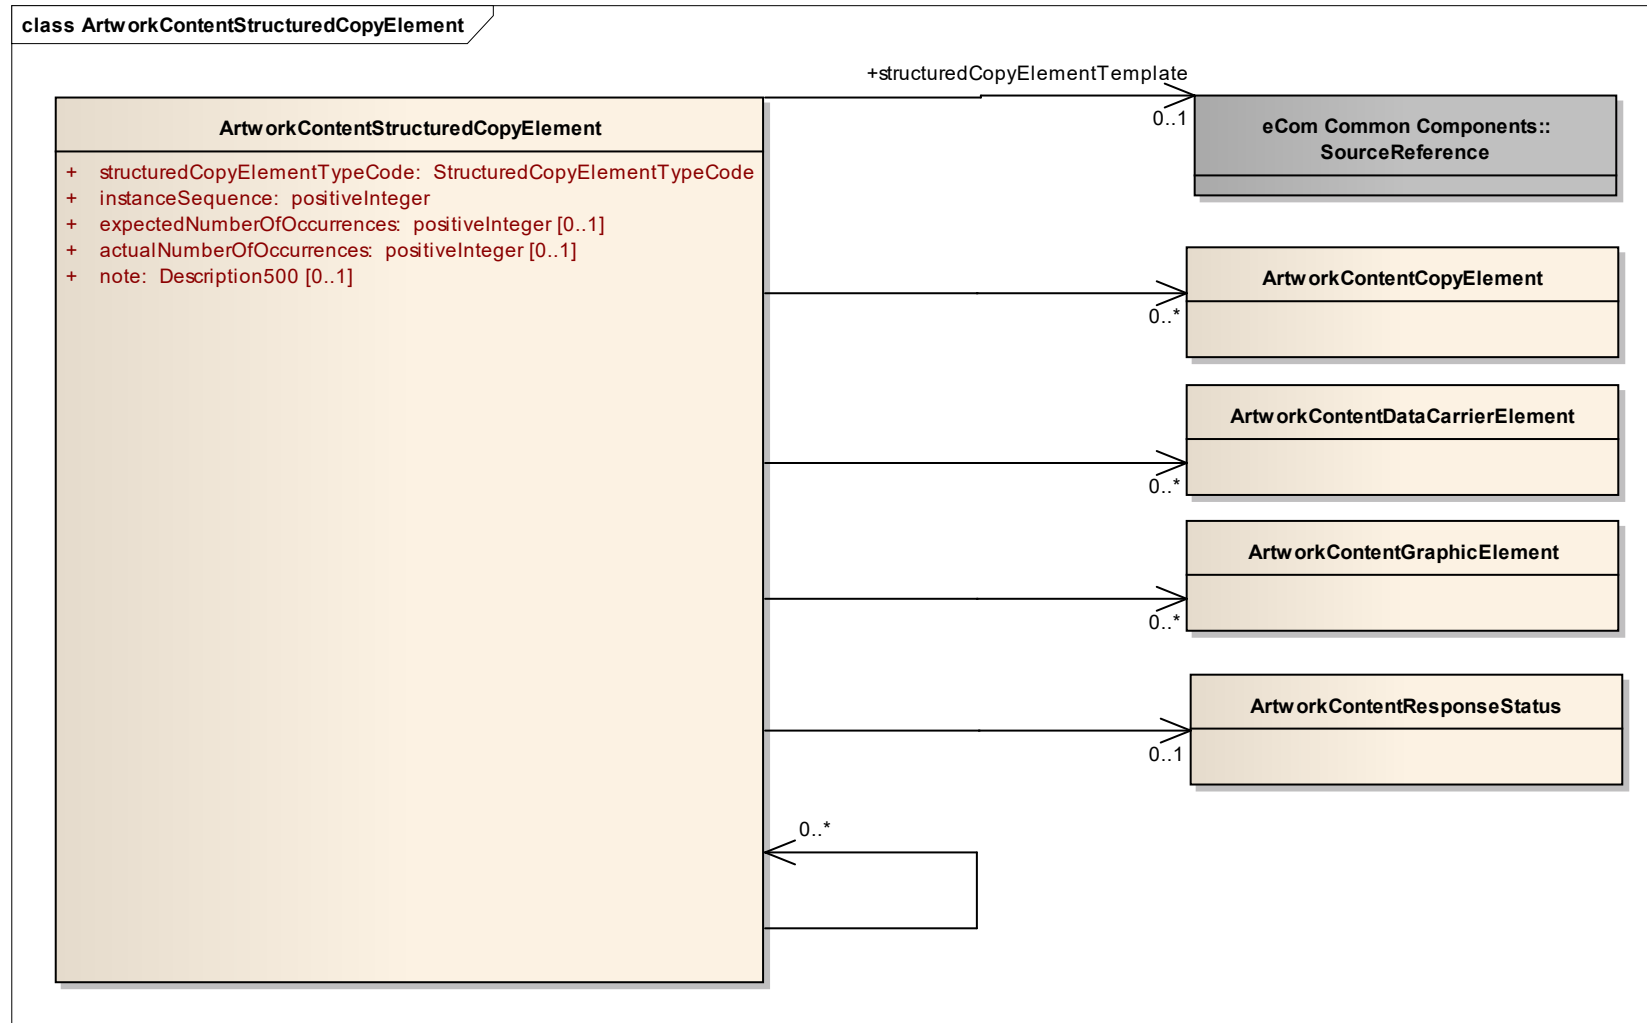 class ArtworkContentStructuredCopyElement
+structuredCopyElementTemplate
0..1
ArtworkContentStructuredCopyElement
+ structuredCopyElementTypeCode: StructuredCopyElementTypeCode
+ instanceSequence: positiveInteger
+ expectedNumberOfOccurrences: positiveInteger [0..1]
+ actualNumberOfOccurrences: positiveInteger [0..1]
+ note: Description500 [0..1]
eCom Common Components::
SourceReference
ArtworkContentCopyElement
0..*
ArtworkContentDataCarrierElement
0..*
ArtworkContentGraphicElement
0..*
ArtworkContentResponseStatus
0..1
0..*